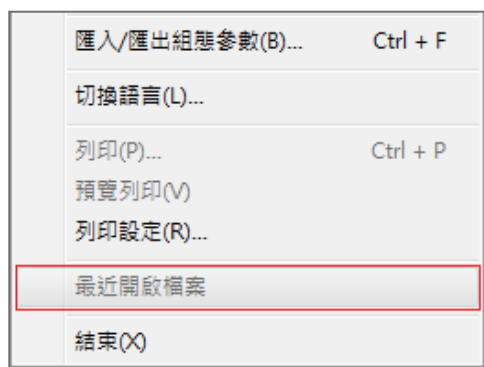 匯入/匯出組態參數(B)... Ctrl + F
切換語言(L)...
列印(P)... Ctrl + P
預覽列印(V)
列印設定(R)...
最近開啟檔案
結束(X)